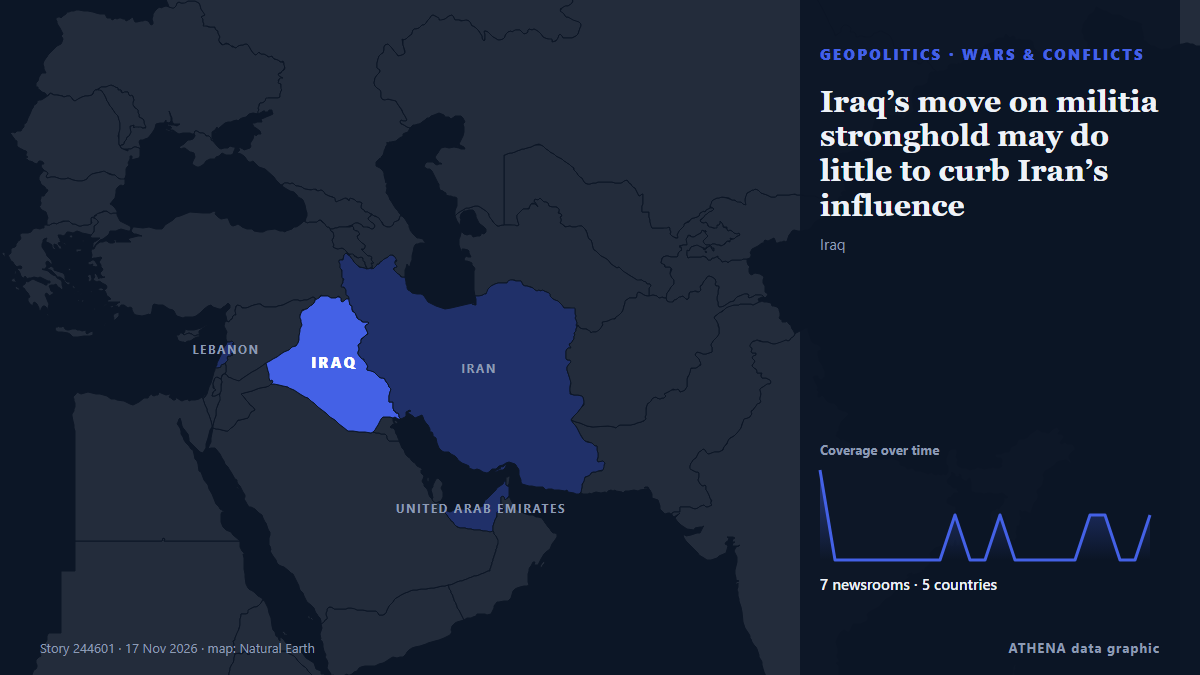 GEOPOLITICS · WARS & CONFLICTS
Iraq’s move on militia
stronghold may do
little to curb Iran’s
influence
Iraq
LEBANON
IRAQ
IRAN
UNITED ARAB EMIRATES
Coverage over time
7 newsrooms · 5 countries
Story 244601 · 17 Nov 2026 · map: Natural Earth
ATHENA data graphic